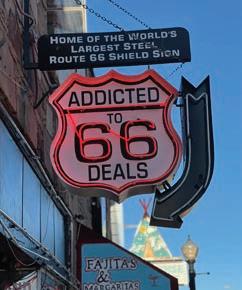 HOME OF THE WORLD'S
LARGEST STEEL
ROUTE 66 SHIELD SIGN
ADDICTED
TO
66
DEALS
FAJITAS
& MARGARITAS